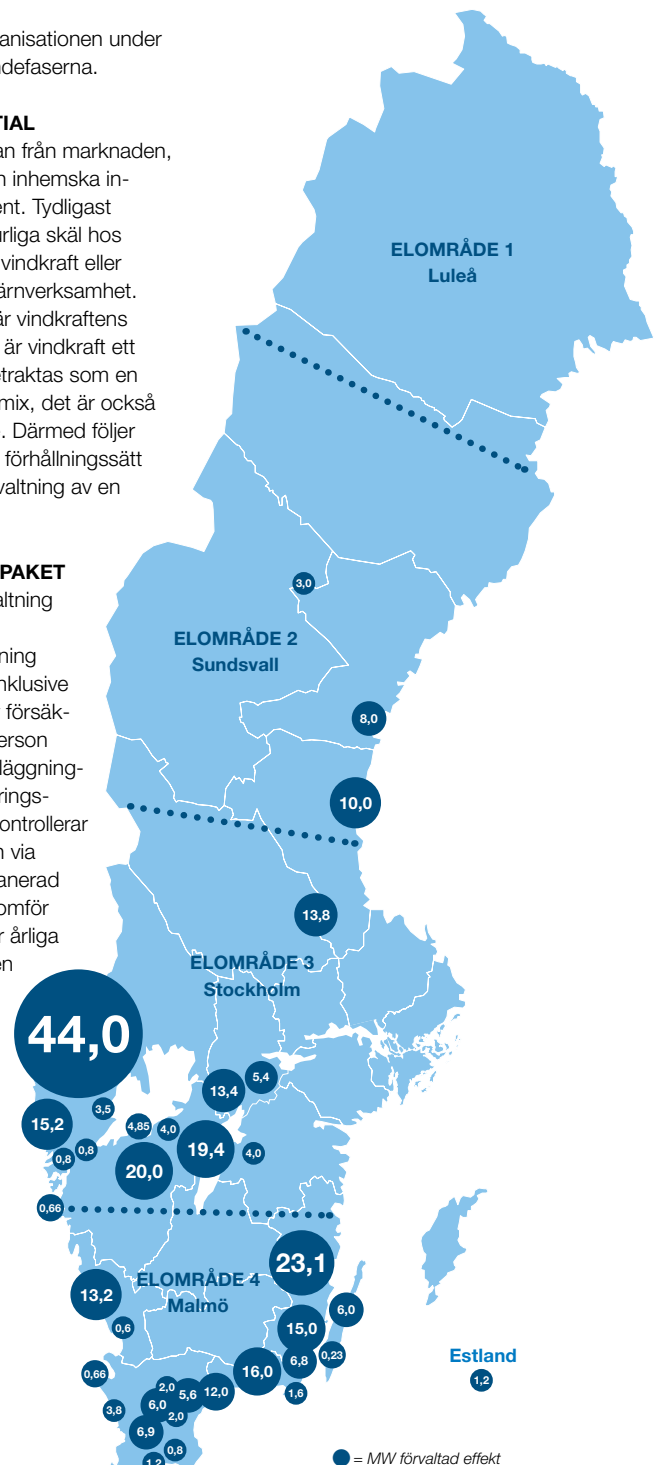 anisationen under
ndefaserna.
TIAL
an från marknaden,
n inhemska in-
ent. Tydligast
urliga skäl hos
vindkraft eller
ärnverksamhet.
är vindkraftens
är vindkraft ett
etraktas som en
mix, det är också
. Därmed följer
förhållningssätt
valtning av en
PAKET
altning
ning
nklusive
försäk-
erson
läggning-
rings-
ontrollerar
n via
anerad
omför
r årliga
en
ELOMRÅDE 1
Luleå
3,0
ELOMRÅDE 2
Sundsvall
8,0
10,0
13,8
ELOMRÅDE 3
Stockholm
44,0
5,4
13,4
3,5
15,2
4,85
4,0
19,4
0,8
0,8
4,0
20,0
0,66
23,1
ELOMRÅDE 4
Malmö
13,2
6,0
0,6
15,0
0,23
6,8
16,0
0,66
1,6
2,0
5,6
12,0
6,0
3,8
2,0
6,9
0,8
1,2
Estland
1,2
= MW förvaltad effekt